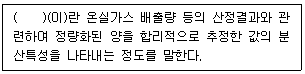 (    )(이)란 온실가스 배출량 등의 산정결과와 관
련하여 정량화된 양을 합리적으로 추정한 값의 분
산특성을 나타내는 정도를 말한다.